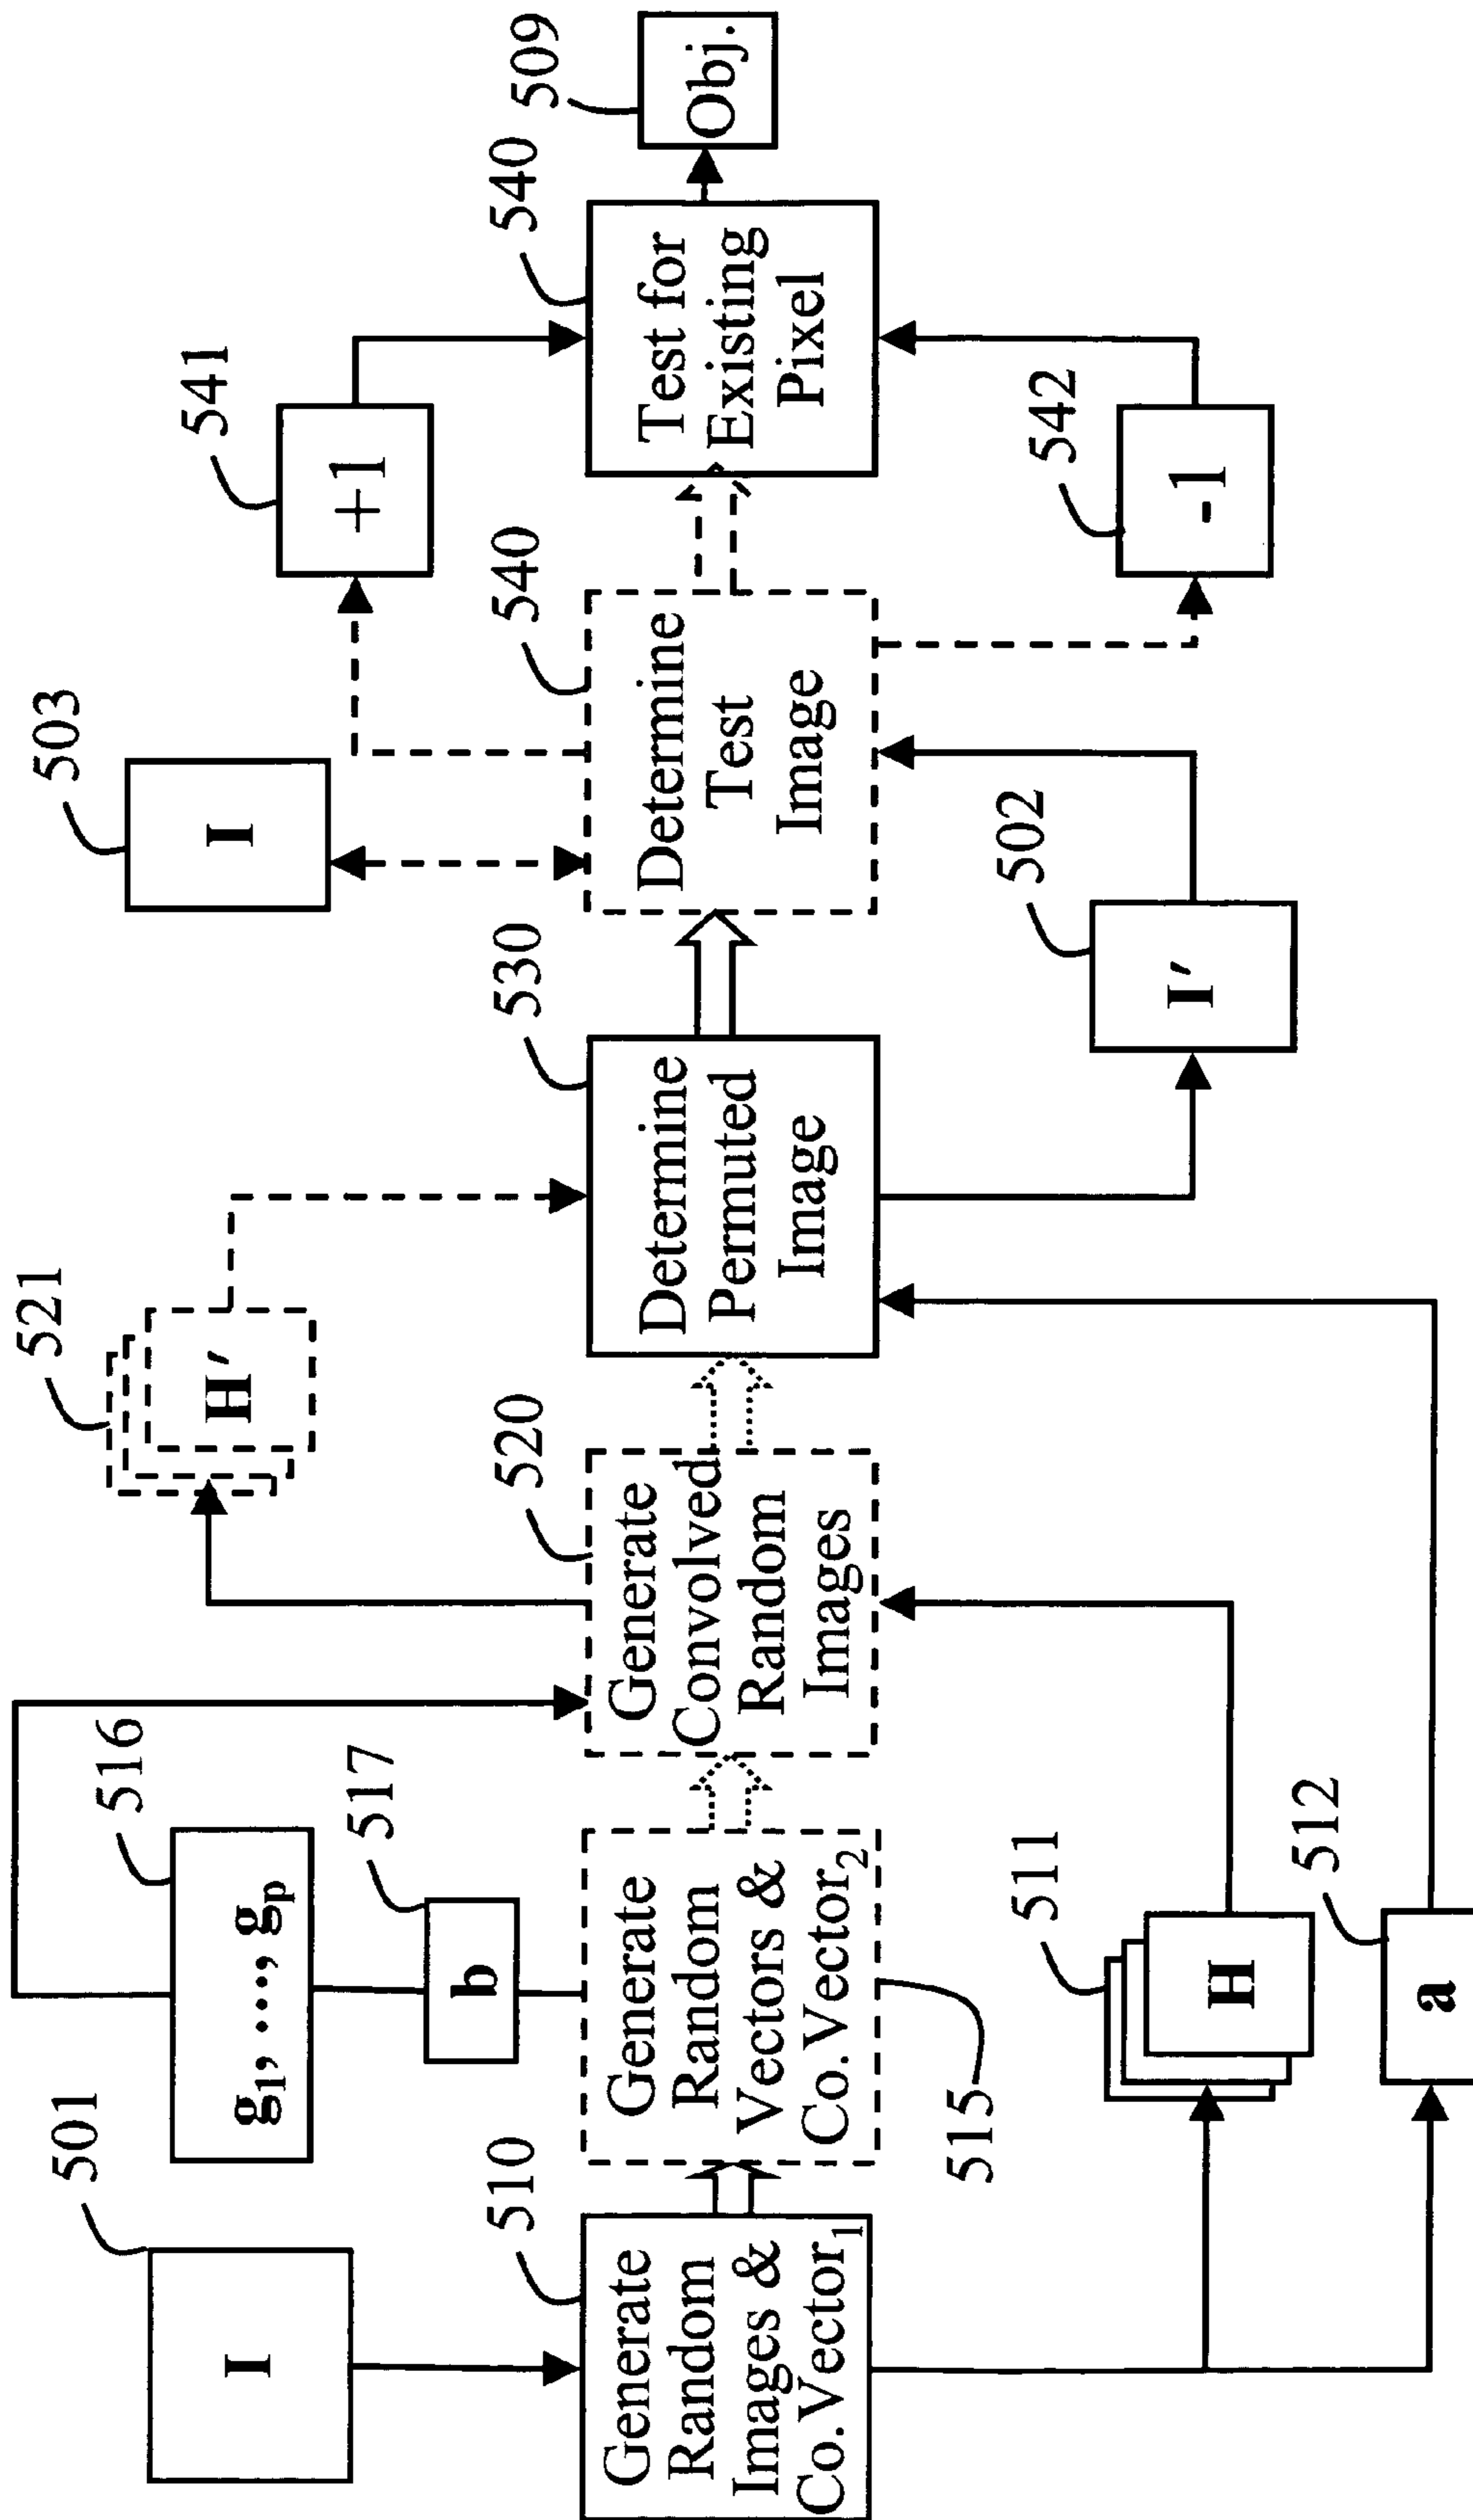 501
I
516
g₁, ..., gₚ
517
b
521
H′
503
I
541
+1
510
Generate
Random
Images &
Co.Vector₁
Generate
Random
Vectors &
Co.Vector₂
515
520
Generate
Convolved
Random
Images
530
Determine
Permuted
Image
540
Determine
Test
Image
540
Test for
Existing
Pixel
509
Obj.
511
H
512
a
502
I′
542
-1